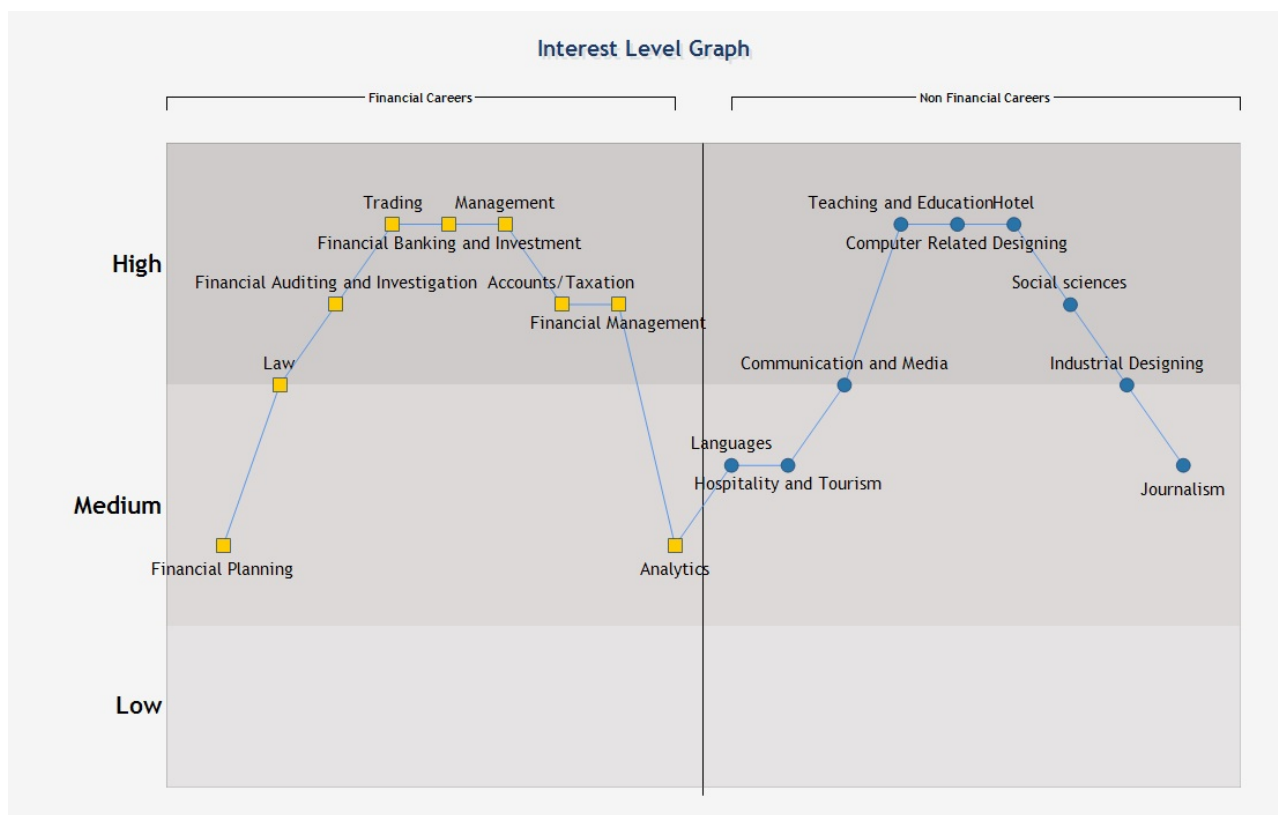 Interest Level Graph
Financial Careers
Non Financial Careers
Trading
Management
Teaching and Education
Hotel
Financial Banking and Investment
Computer Related Designing
High
Financial Auditing and Investigation
Accounts/Taxation
Social sciences
Financial Management
Law
Communication and Media
Industrial Designing
Languages
Hospitality and Tourism
Journalism
Medium
Financial Planning
Analytics
Low